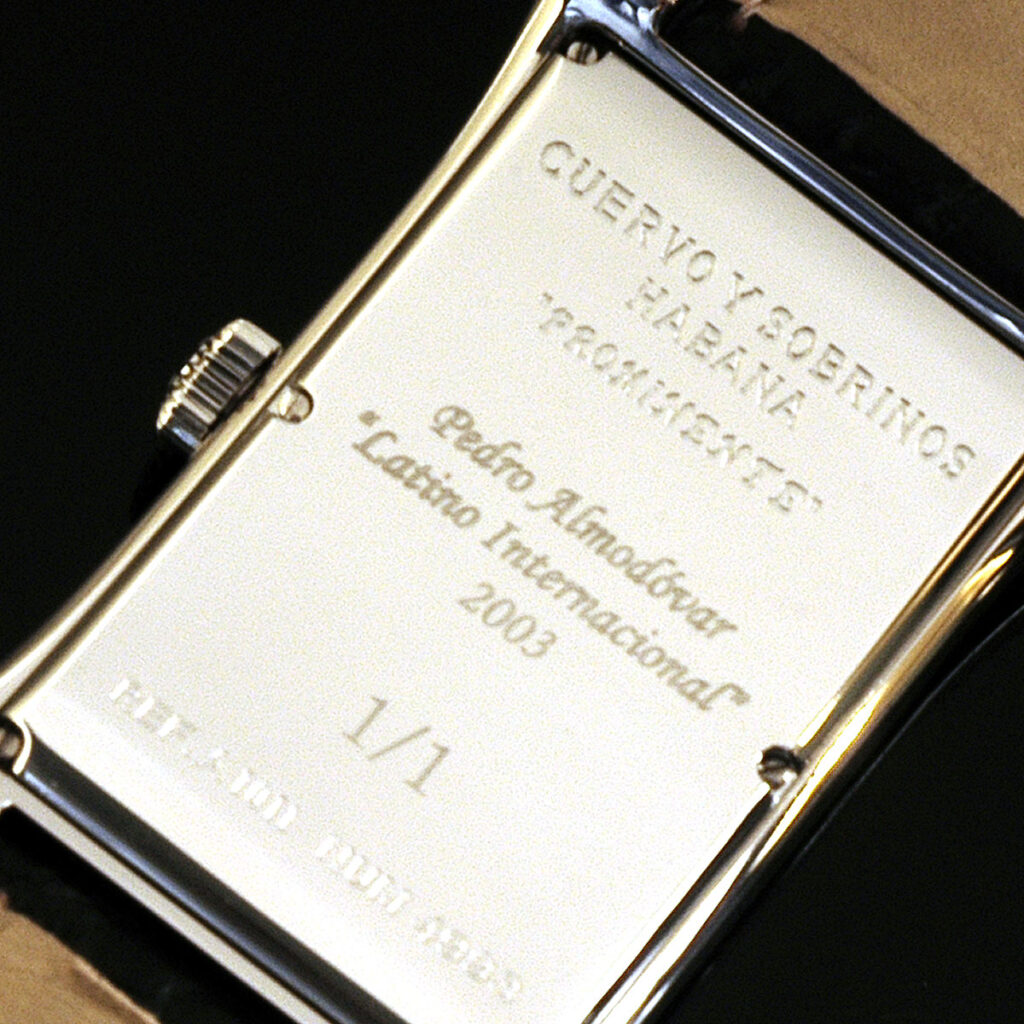 CUERVO Y SOBRINOS
HABANA
"PROMINENTE"
Pedro Almodóvar
"Latino Internacional"
2003
1/1